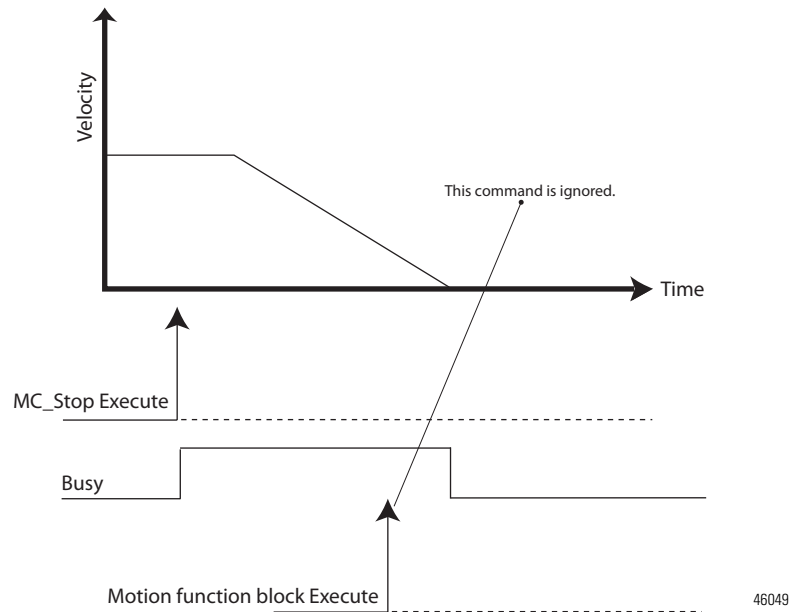 Velocity
This command is ignored.
Time
MC_Stop Execute
Busy
Motion function block Execute
46049